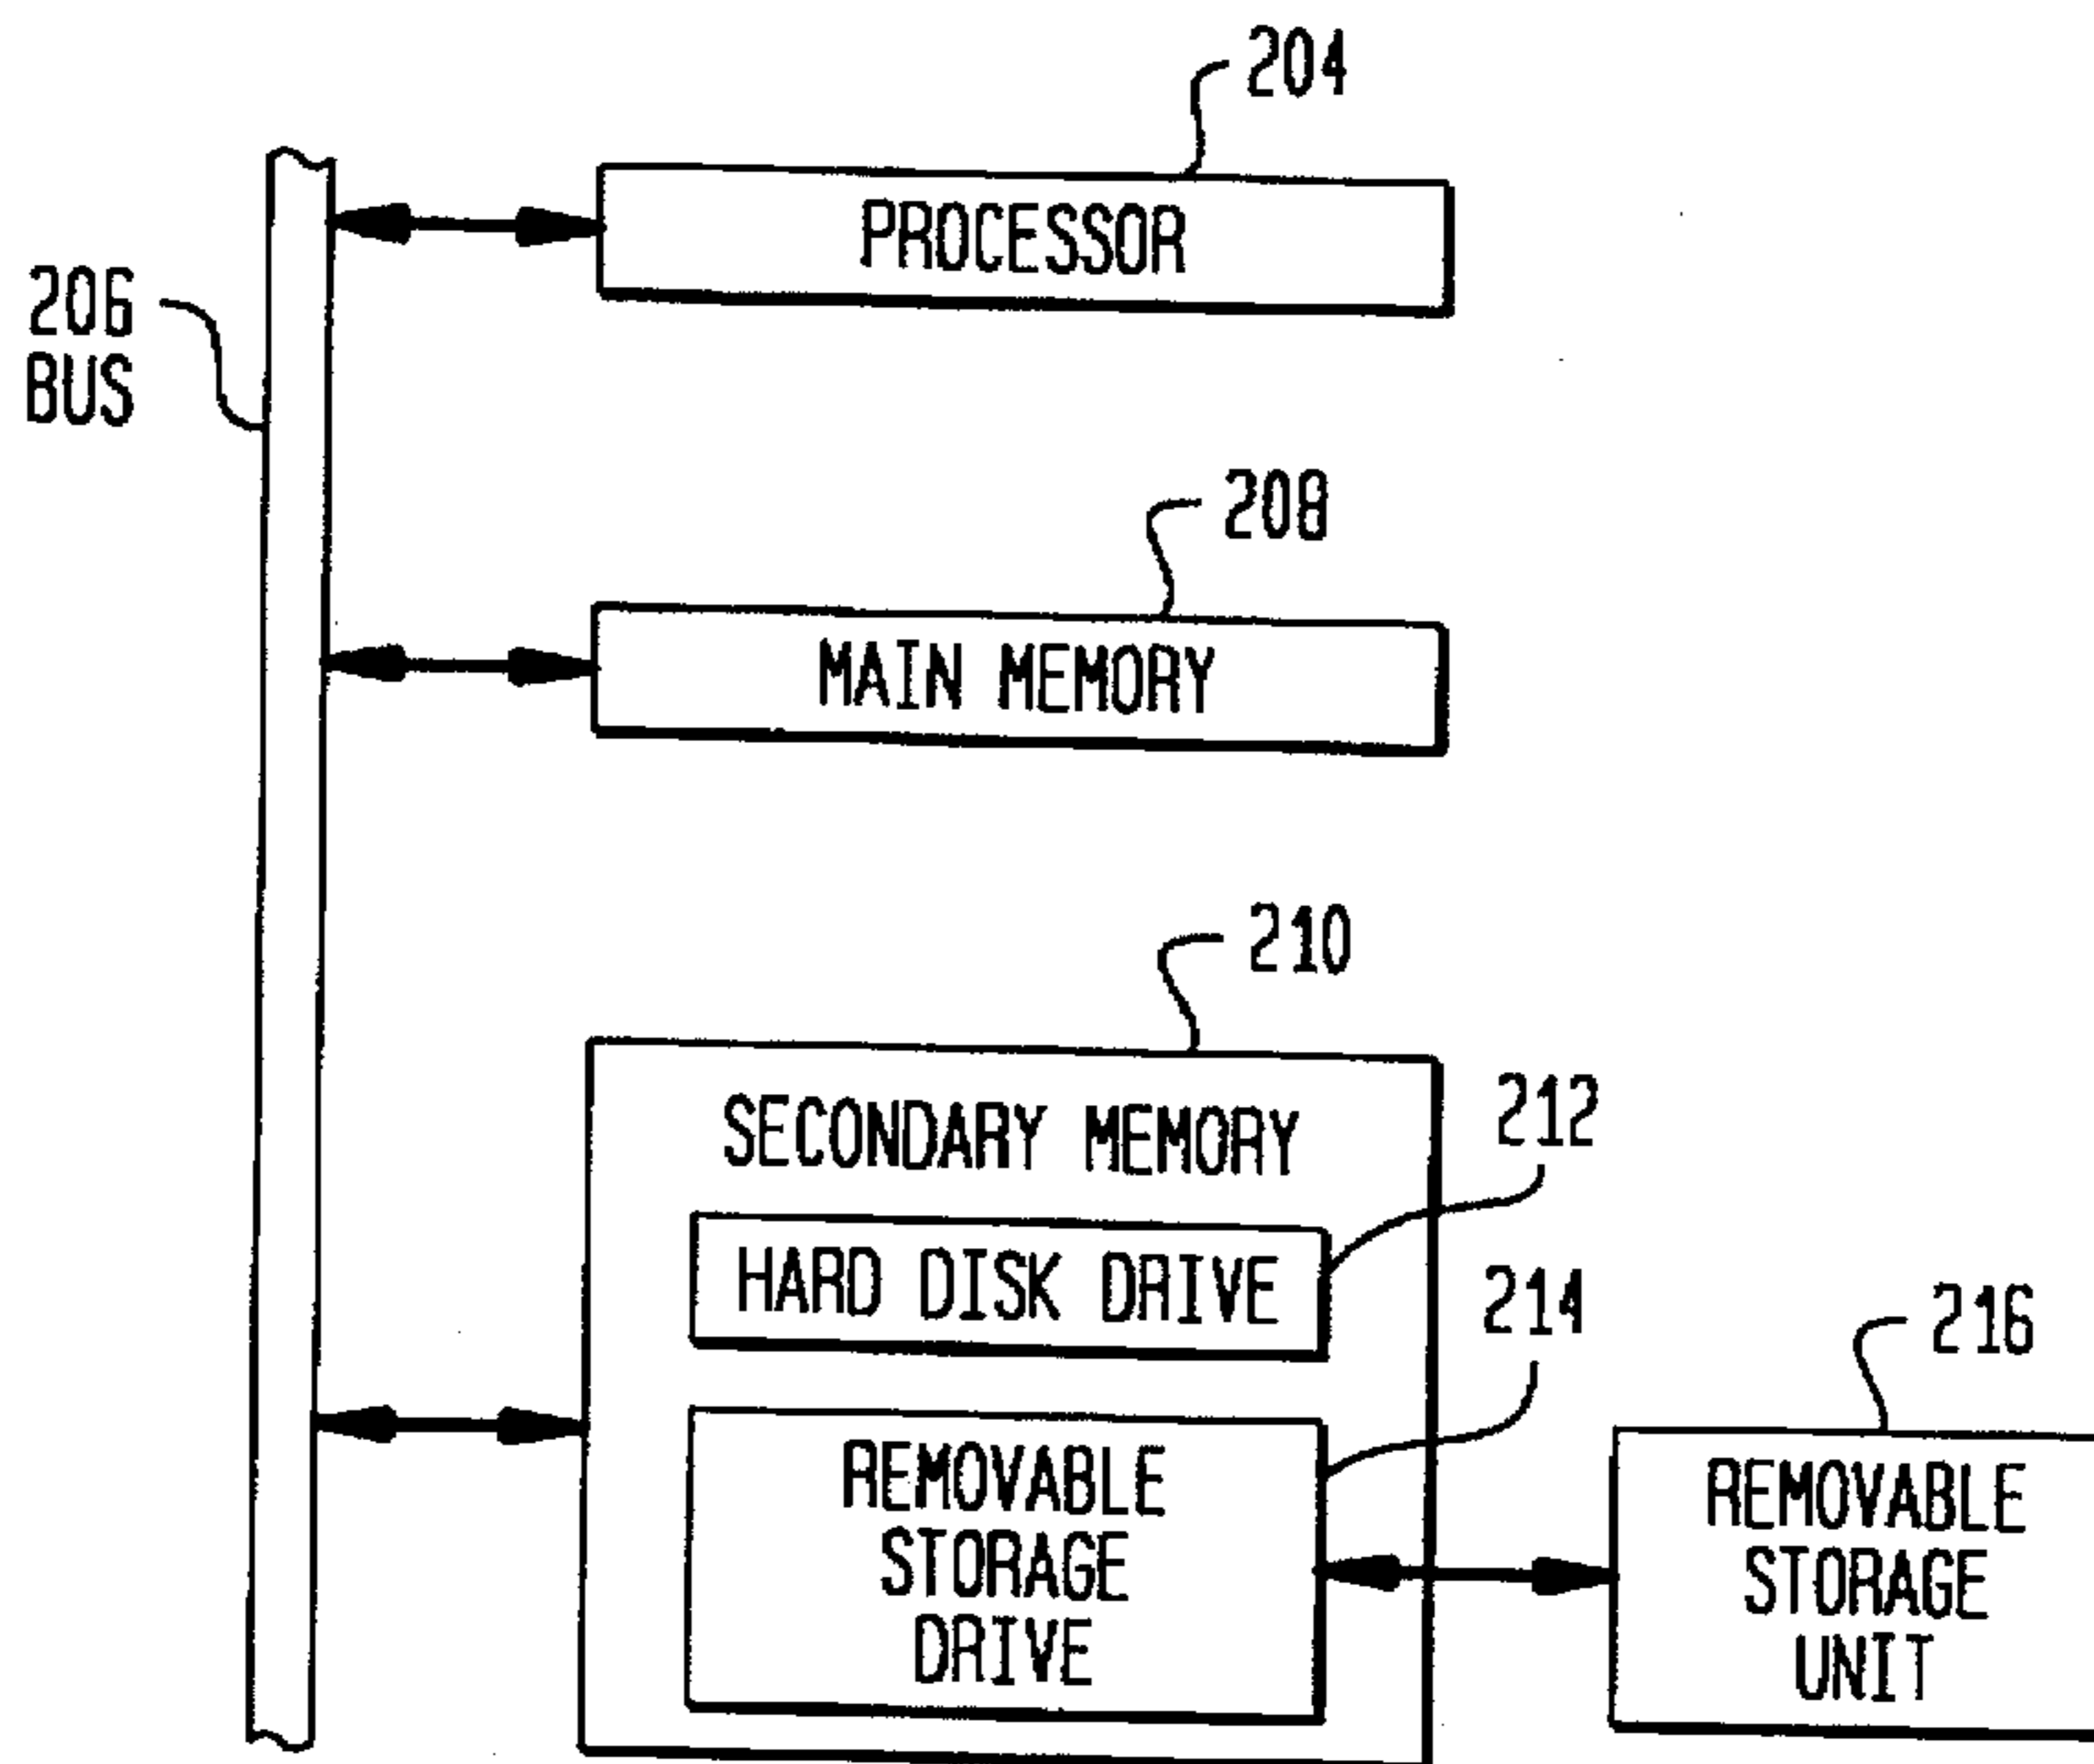 204
PROCESSOR
206
BUS
208
MAIN MEMORY
210
SECONDARY MEMORY
212
HARD DISK DRIVE
214
REMOVABLE
STORAGE
DRIVE
216
REMOVABLE
STORAGE
UNIT